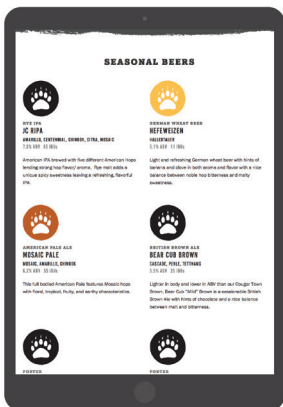 SEASONAL BEERS
RYE IPA
JC RIPA
AMARILLO, CENTENNIAL, CHINOOK, CITRA, MOSAIC
7.5% ABV 55 IBUs
American IPA brewed with five different American hops
lending strong hop flavor/ aroma. Rye malt adds a
unique spicy sweetness leaving a refreshing, flavorful
IPA.
GERMAN WHEAT BEER
HEFEWEIZEN
HALLERTAUER
5.1% ABV 11 IBUs
Light and refreshing German wheat beer with hints of
banana and clove in both aroma and flavor with a nice
balance between noble hop bitterness and malty
sweetness.
AMERICAN PALE ALE
MOSAIC PALE
MOSAIC, AMARILLO, CHINOOK
6.2% ABV 55 IBUs
This full bodied American Pale features Mosaic hops
with floral, tropical, fruity, and earthy characteristics.
BRITISH BROWN ALE
BEAR CUB BROWN
CASCADE, PERLE, TETTNANG
5.5% ABV 25 IBUs
Lighter in body and lower in ABV than our Cougar Town
Brown, Bear Cub "Mild" Brown is a sessionable British
Brown Ale with hints of chocolate and a nice balance
between malt and bitterness.
PORTER
PORTER